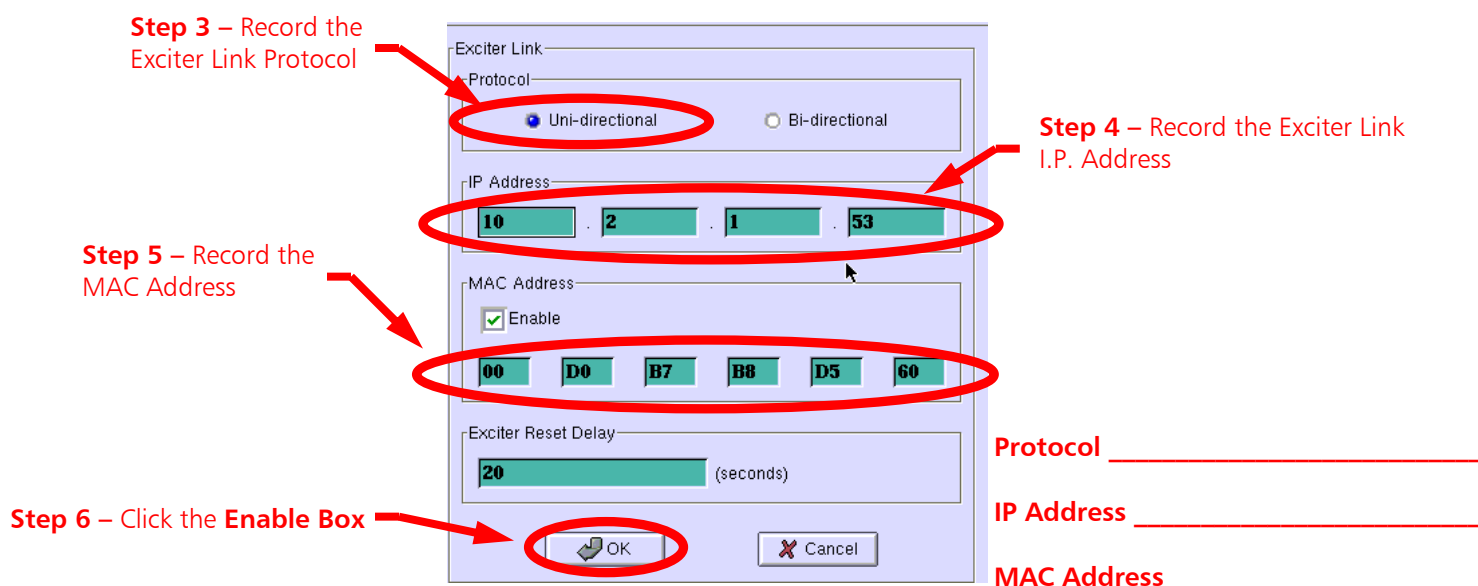 Step 3 – Record the
Exciter Link Protocol
Exciter Link
Protocol
Uni-directional
Bi-directional
Step 4 – Record the Exciter Link
I.P. Address
IP Address
10 . 2 . 1 . 53
Step 5 – Record the
MAC Address
MAC Address
Enable
00 D0 B7 B8 D5 60
Exciter Reset Delay
20 (seconds)
Protocol ____________________________
IP Address __________________________
Step 6 – Click the Enable Box
OK
Cancel
MAC Address